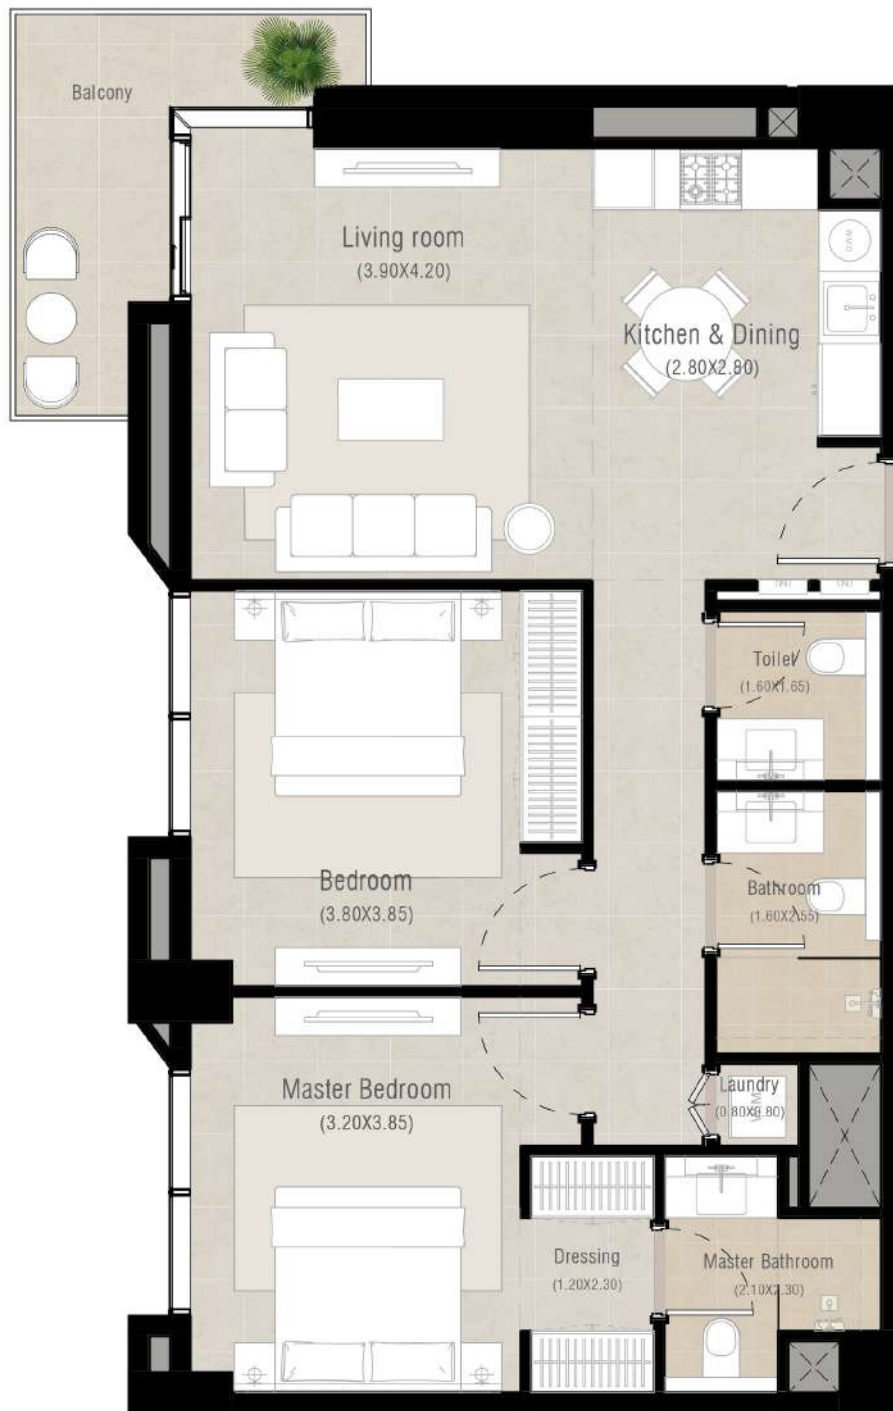 Balcony
Living room
(3.90X4.20)
Kitchen & Dining
(2.80X2.80)
Toilet
(1.60X1.65)
Bedroom
(3.80X3.85)
Bathroom
(1.60X2.55)
Master Bedroom
(3.20X3.85)
Laundry
(0.80X0.80)
Dressing
(1.20X2.30)
Master Bathroom
(2.10X2.30)